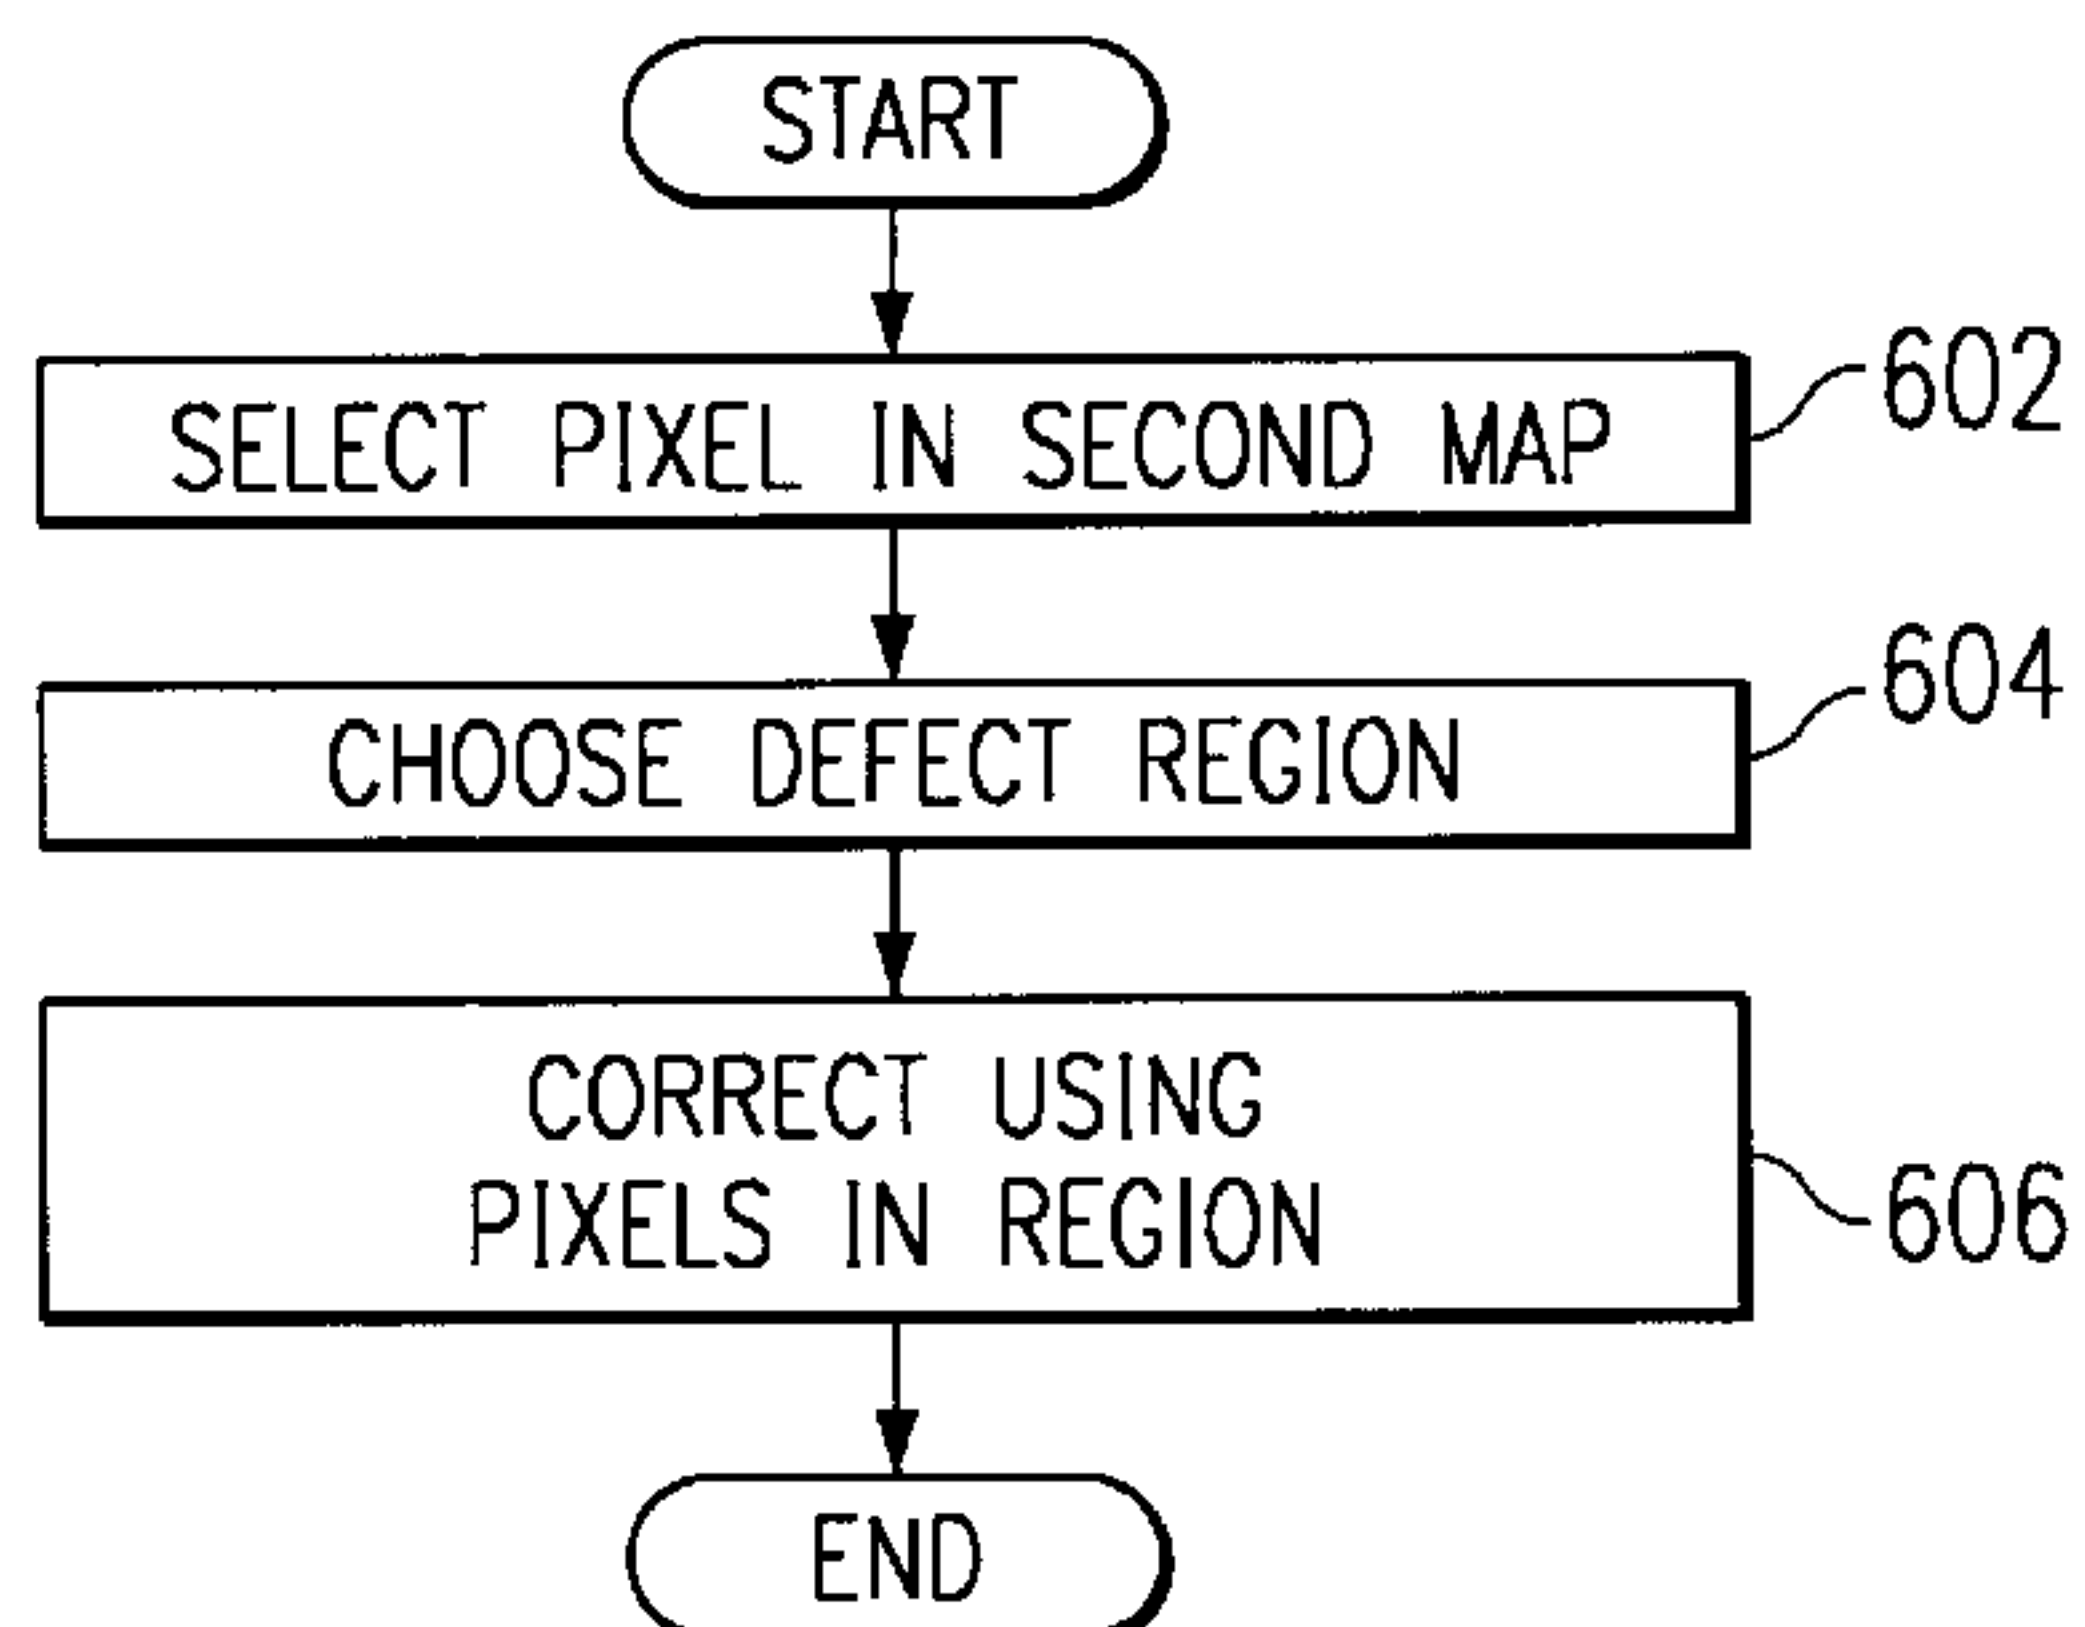 START
SELECT PIXEL IN SECOND MAP
602
CHOOSE DEFECT REGION
604
CORRECT USING
PIXELS IN REGION
606
END